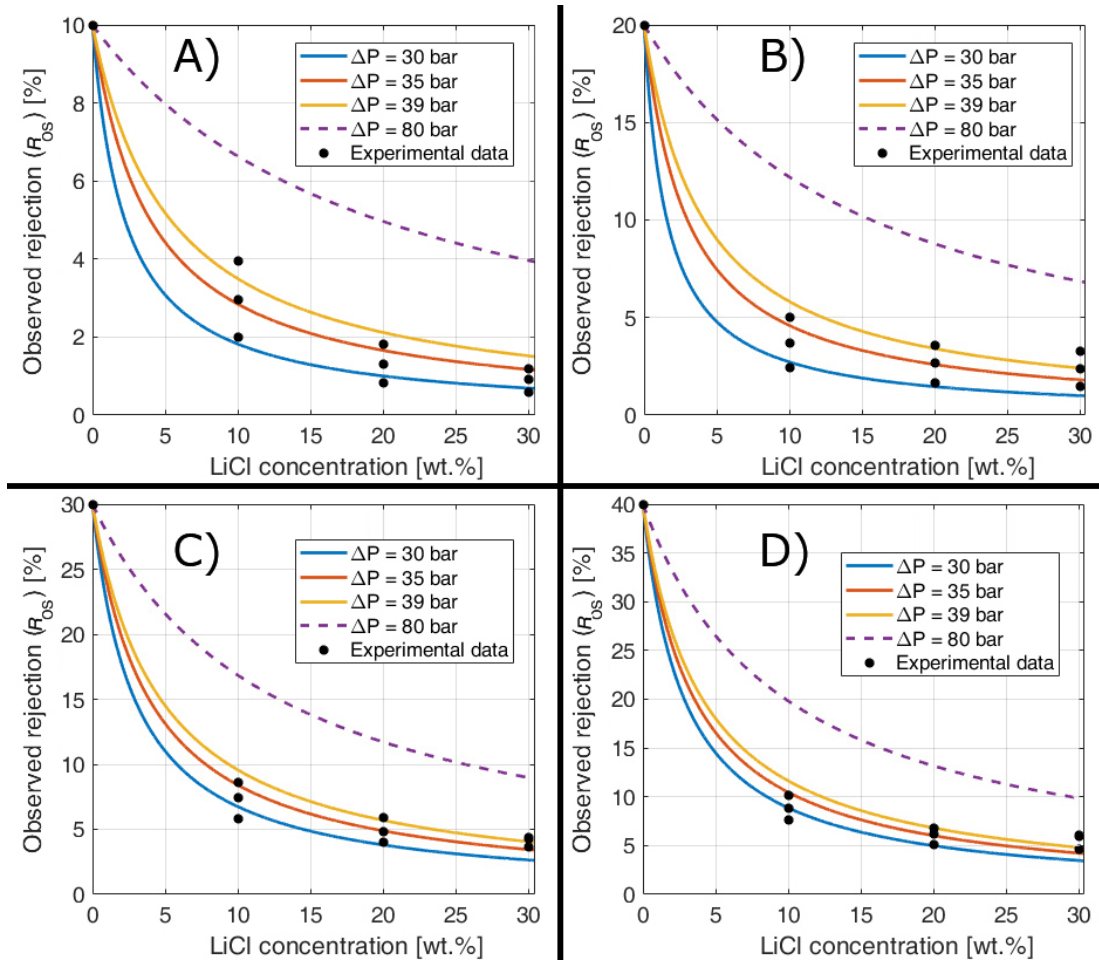 A)
10
8
6
4
2
0
Observed rejection (R_OS) [%]
ΔP = 30 bar
ΔP = 35 bar
ΔP = 39 bar
ΔP = 80 bar
Experimental data
0 5 10 15 20 25 30
LiCl concentration [wt.%]
B)
20
15
10
5
0
Observed rejection (R_OS) [%]
ΔP = 30 bar
ΔP = 35 bar
ΔP = 39 bar
ΔP = 80 bar
Experimental data
0 5 10 15 20 25 30
LiCl concentration [wt.%]
C)
30
25
20
15
10
5
0
Observed rejection (R_OS) [%]
ΔP = 30 bar
ΔP = 35 bar
ΔP = 39 bar
ΔP = 80 bar
Experimental data
0 5 10 15 20 25 30
LiCl concentration [wt.%]
D)
40
35
30
25
20
15
10
5
0
Observed rejection (R_OS) [%]
ΔP = 30 bar
ΔP = 35 bar
ΔP = 39 bar
ΔP = 80 bar
Experimental data
0 5 10 15 20 25 30
LiCl concentration [wt.%]